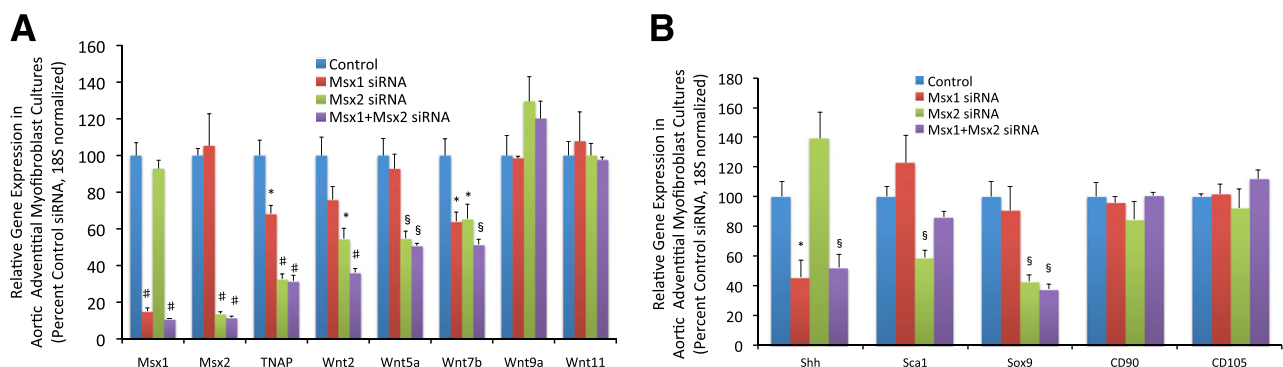 A
Relative Gene Expression in
Aortic Adventitial Myofibroblast Cultures
(Percent Control siRNA, 18S normalized)
160
140
120
100
80
60
40
20
0
Control
Msx1 siRNA
Msx2 siRNA
Msx1+Msx2 siRNA
# # # # * # # * # § § * * §
Msx1 Msx2 TNAP Wnt2 Wnt5a Wnt7b Wnt9a Wnt11
B
Relative Gene Expression in
Aortic Adventitial Myofibroblast Cultures
(Percent Control siRNA, 18S normalized)
180
160
140
120
100
80
60
40
20
0
Control
Msx1 siRNA
Msx2 siRNA
Msx1+Msx2 siRNA
* § § § §
Shh Sca1 Sox9 CD90 CD105